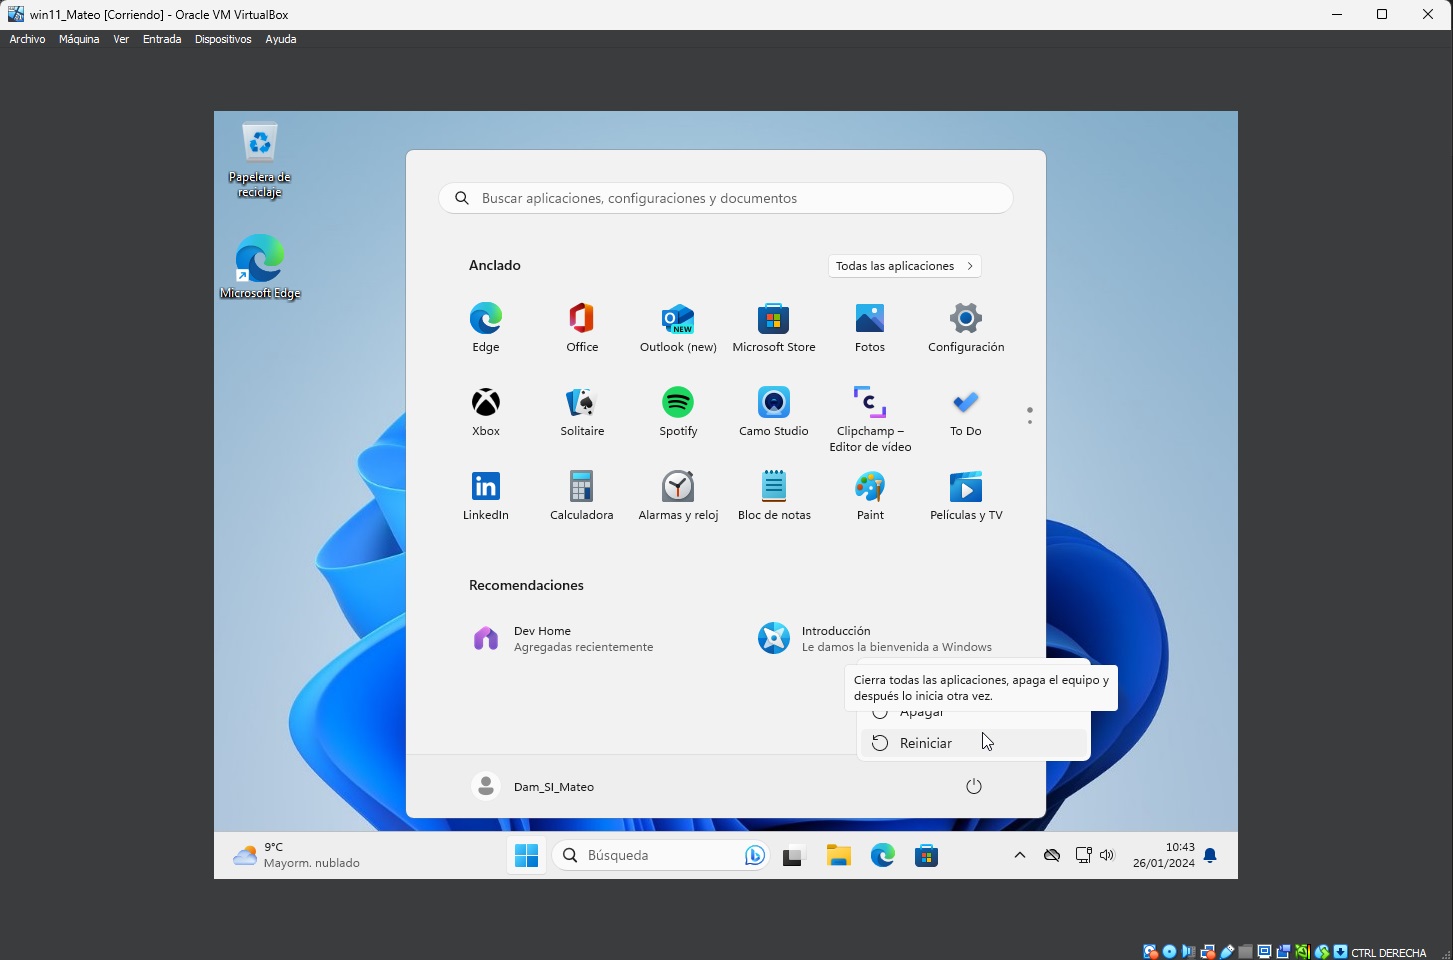 win11_Mateo [Corriendo] - Oracle VM VirtualBox
Archivo Máquina Ver Entrada Dispositivos Ayuda
Papelera de
reciclaje
Microsoft Edge
Buscar aplicaciones, configuraciones y documentos
Anclado
Todas las aplicaciones
Edge
Office
NEW
Outlook (new)
Microsoft Store
Fotos
Configuración
Xbox
Solitaire
Spotify
Camo Studio
Clipchamp –
Editor de vídeo
To Do
LinkedIn
Calculadora
Alarmas y reloj
Bloc de notas
Paint
Películas y TV
Recomendaciones
Dev Home
Agregadas recientemente
Introducción
Le damos la bienvenida a Windows
Cierra todas las aplicaciones, apaga el equipo y
después lo inicia otra vez.
Apagar
Reiniciar
Dam_SI_Mateo
9°C
Mayorm. nublado
Búsqueda
10:43
26/01/2024
CTRL DERECHA